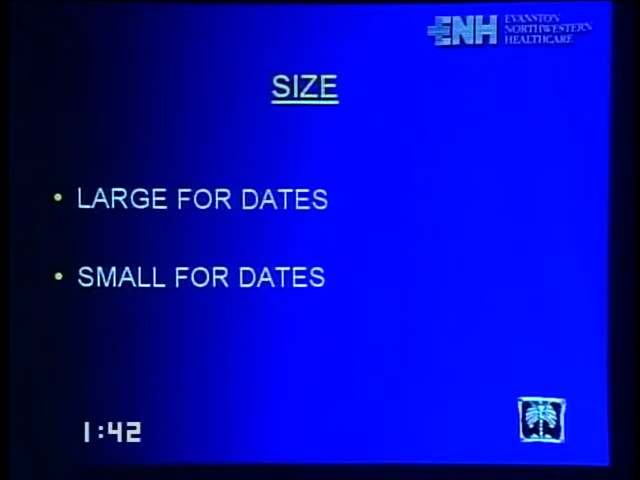 ENH EVANSTON
NORTHWESTERN
HEALTHCARE
SIZE
• LARGE FOR DATES
• SMALL FOR DATES
1:42